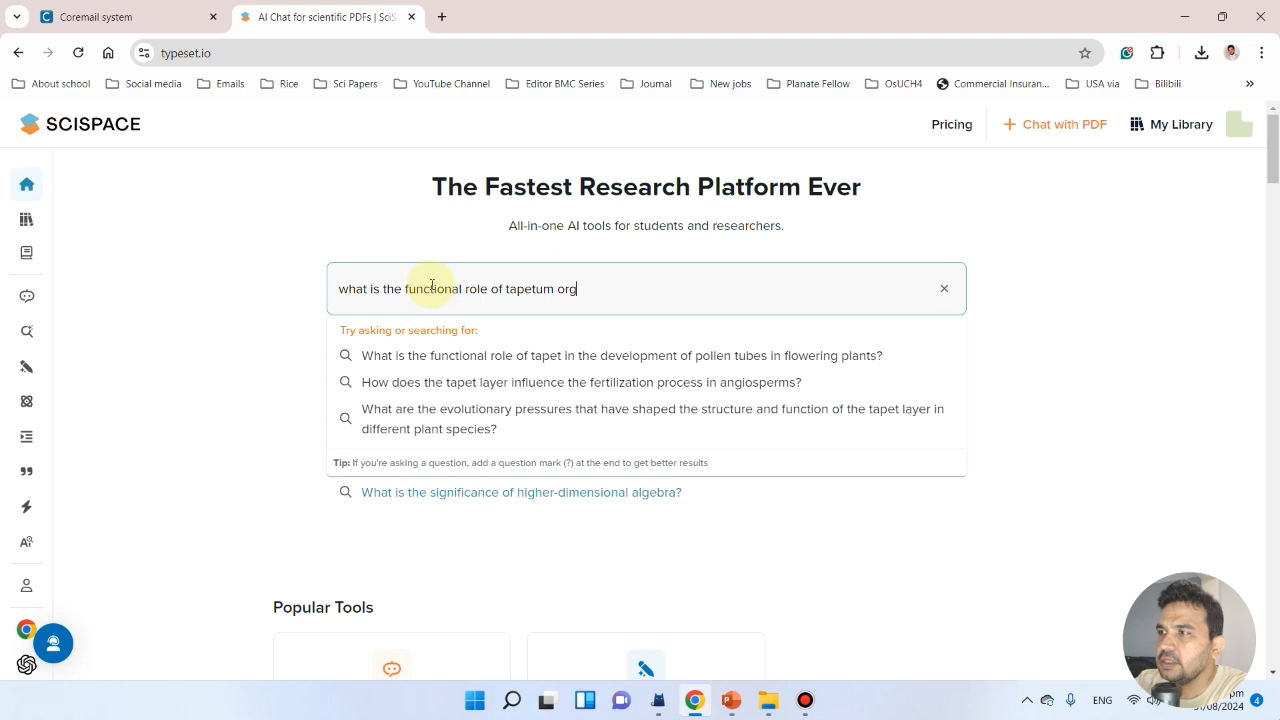 Coremail system
AI Chat for scientific PDFs | SciS
typeset.io
About school
Social media
Emails
Rice
Sci Papers
YouTube Channel
Editor BMC Series
Journal
New jobs
Planate Fellow
OsUCH4
Commercial Insuran...
USA via
Bilibili
»
SCISPACE
Pricing
+ Chat with PDF
My Library
The Fastest Research Platform Ever
All-in-one AI tools for students and researchers.
what is the functional role of tapetum org
Try asking or searching for:
What is the functional role of tapet in the development of pollen tubes in flowering plants?
How does the tapet layer influence the fertilization process in angiosperms?
What are the evolutionary pressures that have shaped the structure and function of the tapet layer in
different plant species?
Tip: If you're asking a question, add a question mark (?) at the end to get better results
What is the significance of higher-dimensional algebra?
Popular Tools
ENG
pm
/08/2024
4